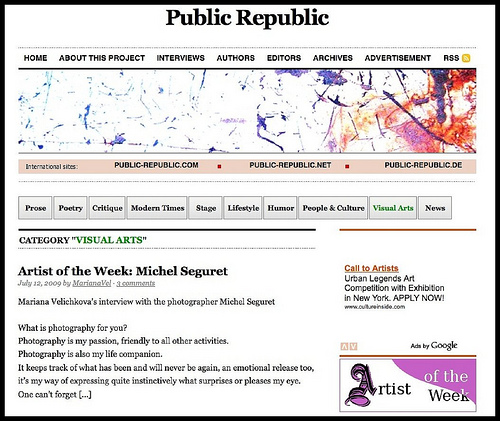 Public Republic
HOME ABOUT THIS PROJECT INTERVIEWS AUTHORS EDITORS ARCHIVES ADVERTISEMENT RSS
International sites: PUBLIC-REPUBLIC.COM PUBLIC-REPUBLIC.NET PUBLIC-REPUBLIC.DE
Prose Poetry Critique Modern Times Stage Lifestyle Humor People & Culture Visual Arts News
CATEGORY "VISUAL ARTS"
Artist of the Week: Michel Seguret
July 12, 2009 by MarianaVel · 3 comments
Mariana Velichkova's interview with the photographer Michel Seguret
What is photography for you?
Photography is my passion, friendly to all other activities.
Photography is also my life companion.
It keeps track of what has been and will never be again, an emotional release too,
it's my way of expressing quite instinctively what surprises or pleases my eye.
One can't forget [...]
Call to Artists
Urban Legends Art
Competition with Exhibition
in New York. APPLY NOW!
www.cultureinside.com
Ads by Google
Artist of the
Week